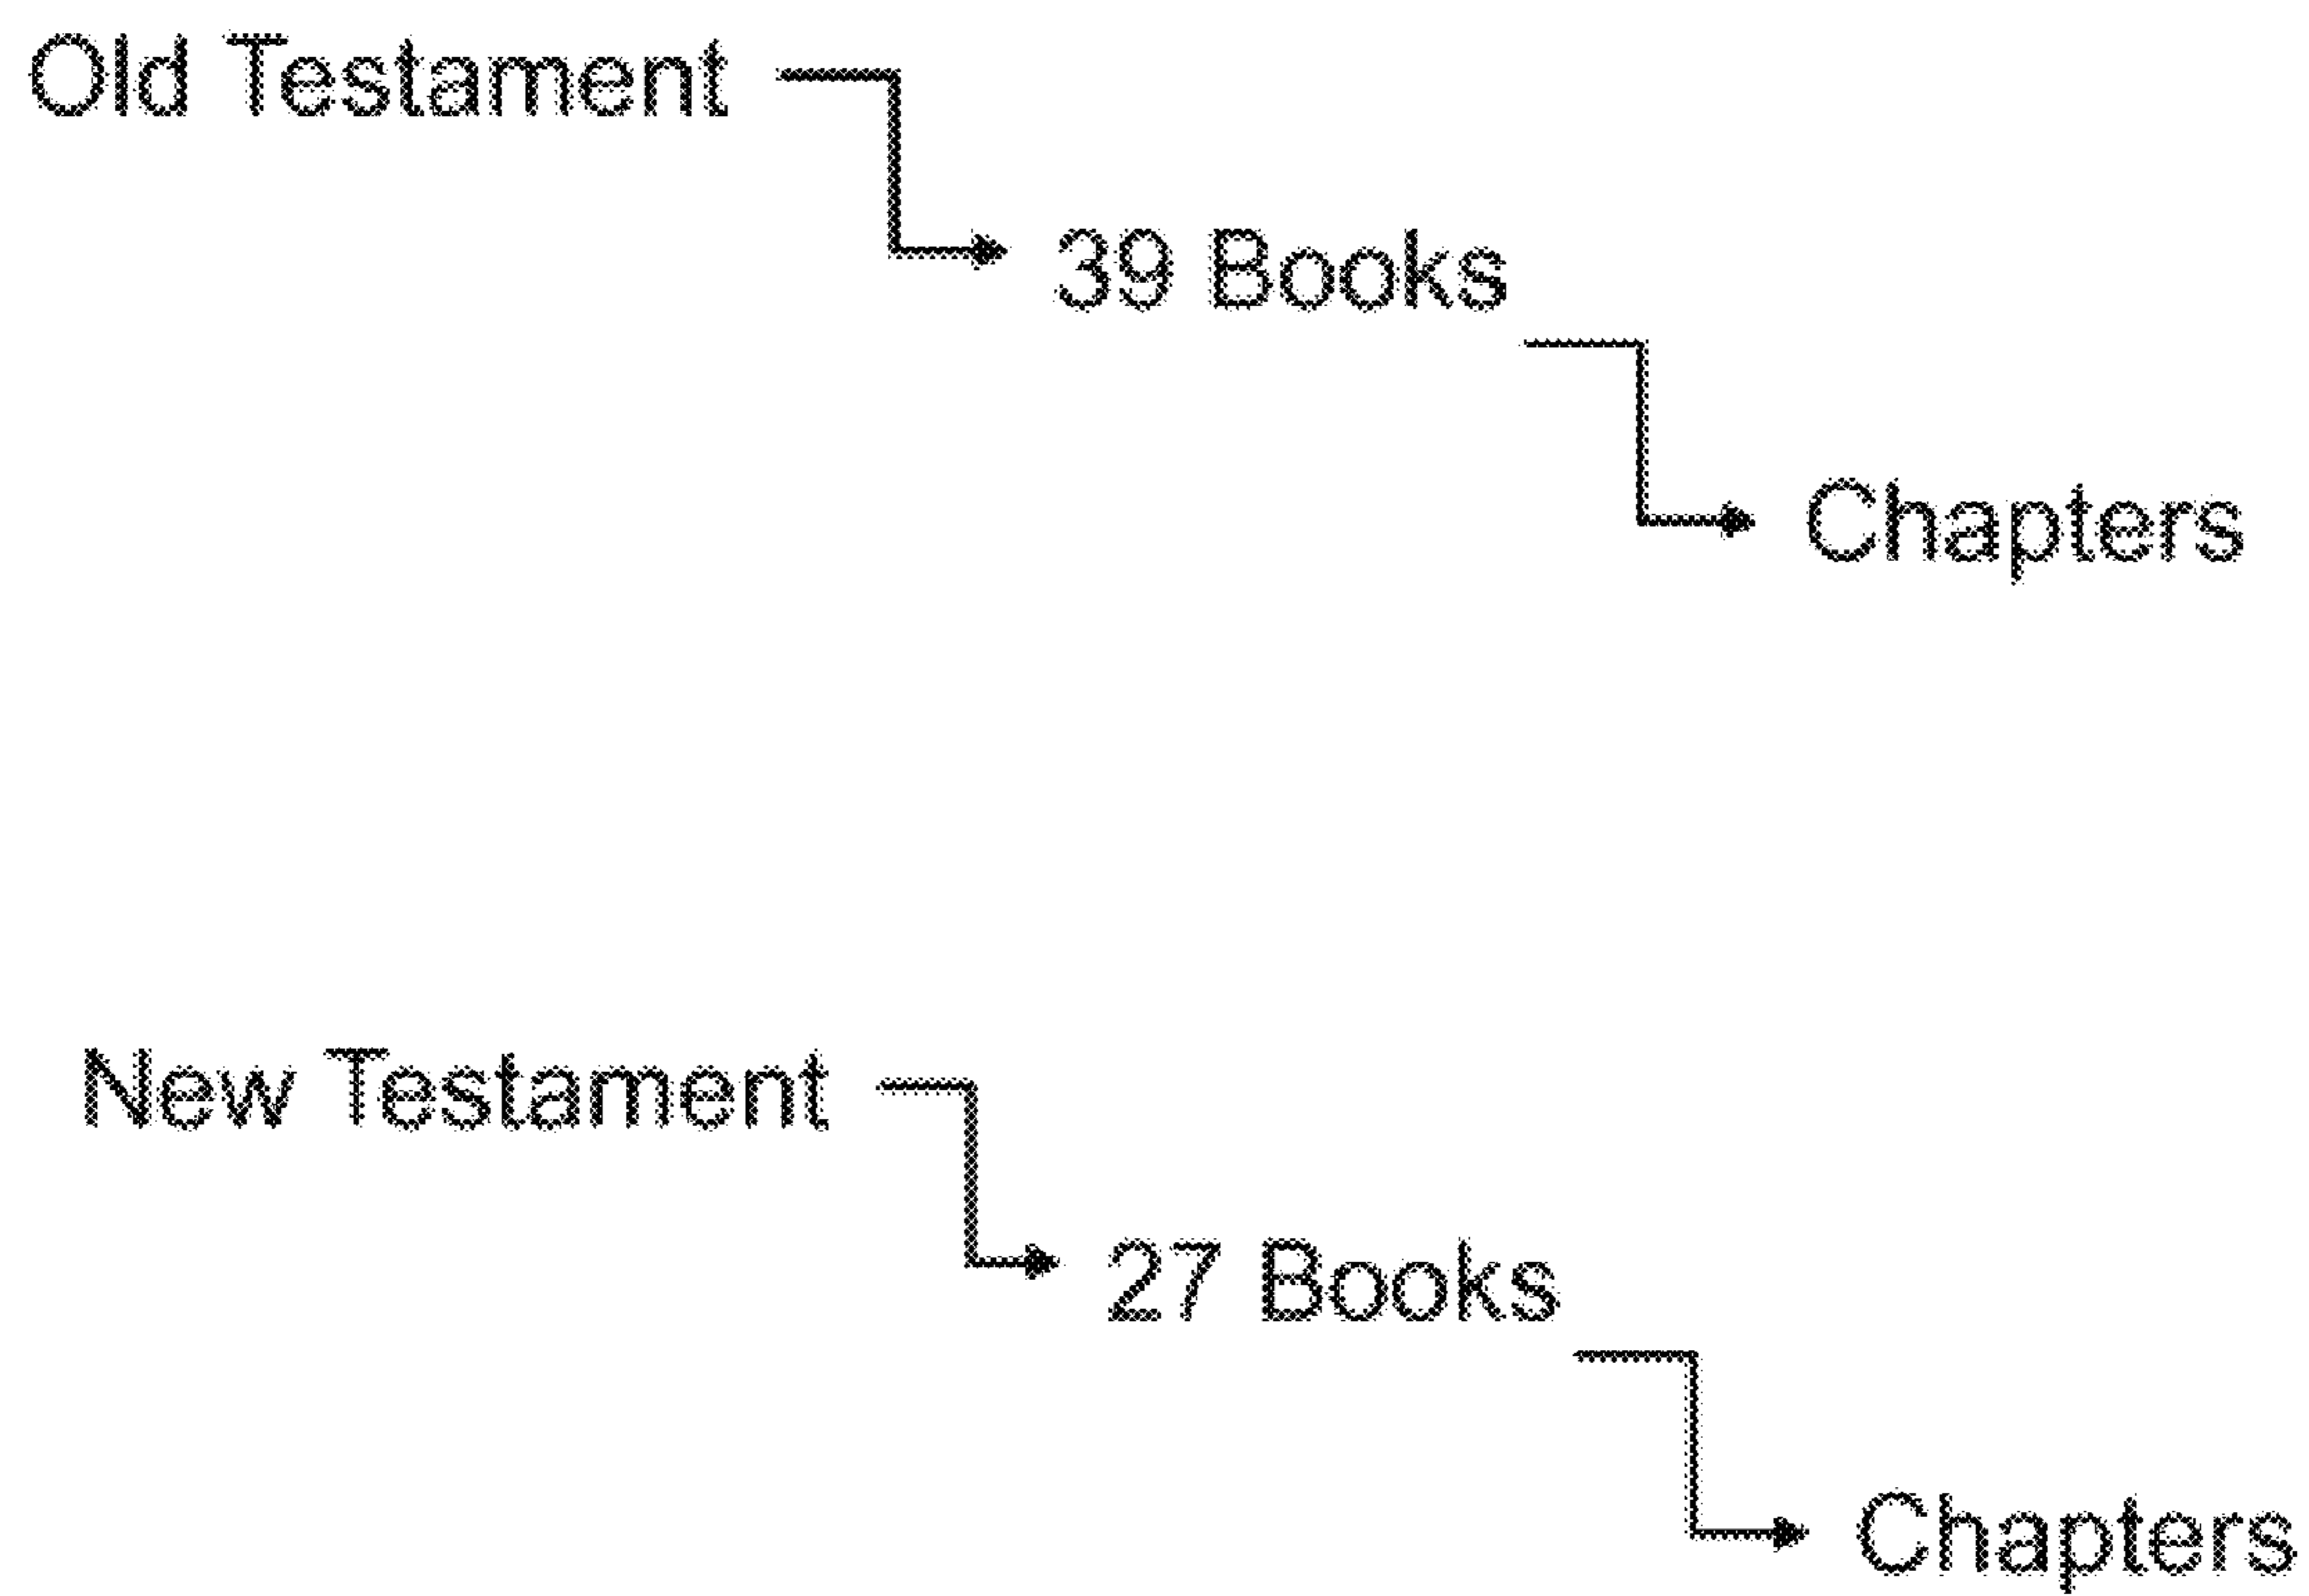 Old Testament
39 Books
Chapters
New Testament
27 Books
Chapters